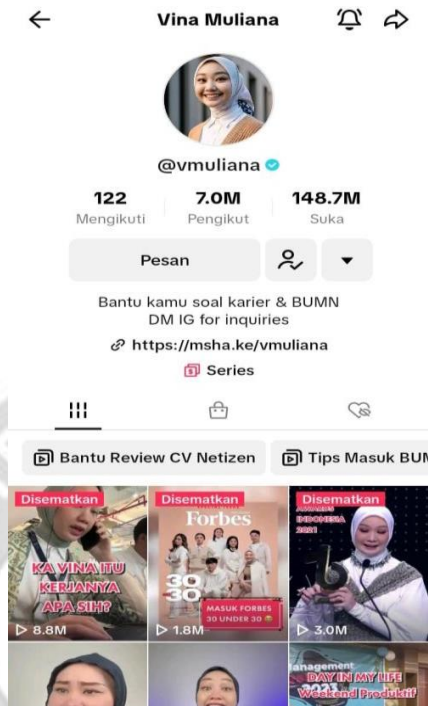 Vina Muliana
@vmuliana
122
7.0M
148.7M
Mengikuti
Pengikut
Suka
Pesan
Bantu kamu soal karier & BUMN
DM IG for inquiries
https://msha.ke/vmuliana
Series
Bantu Review CV Netizen
Tips Masuk BUM
Disematkan
KA VINA ITU
KERJANYA
APA SIH?
8.8M
Disematkan
Forbes
30
30
MASUK FORBES
30 UNDER 30
1.8M
Disematkan
AWARDS
INDONESIA
2021
3.0M
anagement
DAY IN MY LIFE
Weekend Produktif